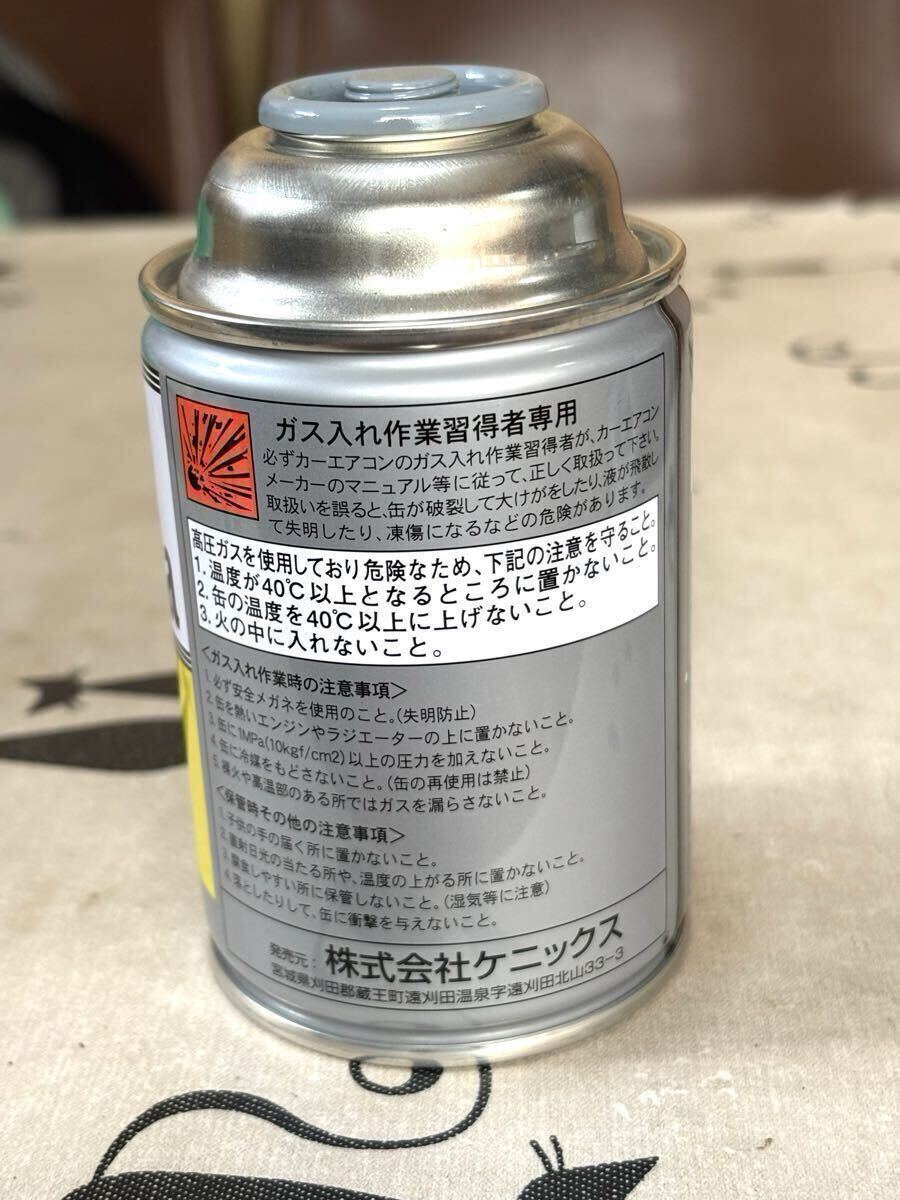 ガス入れ作業習得者専用
必ずカーエアコンのガス入れ作業習得者が、カーエアコン
メーカーのマニュアル等に従って、正しく取扱って下さい。
取扱いを誤ると、缶が破裂して大けがをしたり、液が飛散し
て失明したり、凍傷になるなどの危険があります。
高圧ガスを使用しており危険なため、下記の注意を守ること。
1. 温度が40℃以上となるところに置かないこと。
2. 缶の温度を40℃以上に上げないこと。
3. 火の中に入れないこと。
<ガス入れ作業時の注意事項>
1. 必ず安全メガネを使用のこと。(失明防止)
2. 缶を熱いエンジンやラジエーターの上に置かないこと。
3. 缶に1MPa(10kgf/cm2)以上の圧力を加えないこと。
4. 缶に冷媒をもどさないこと。(缶の再使用は禁止)
5. 裸火や高温部のある所ではガスを漏らさないこと。
<保管時その他の注意事項>
1. 子供の手の届く所に置かないこと。
2. 直射日光の当たる所や、温度の上がる所に置かないこと。
3. 腐食しやすい所に保管しないこと。(湿気等に注意)
4. 落としたりして、缶に衝撃を与えないこと。
発売元: 株式会社ケニックス
宮城県刈田郡蔵王町遠刈田温泉字遠刈田北山33-3